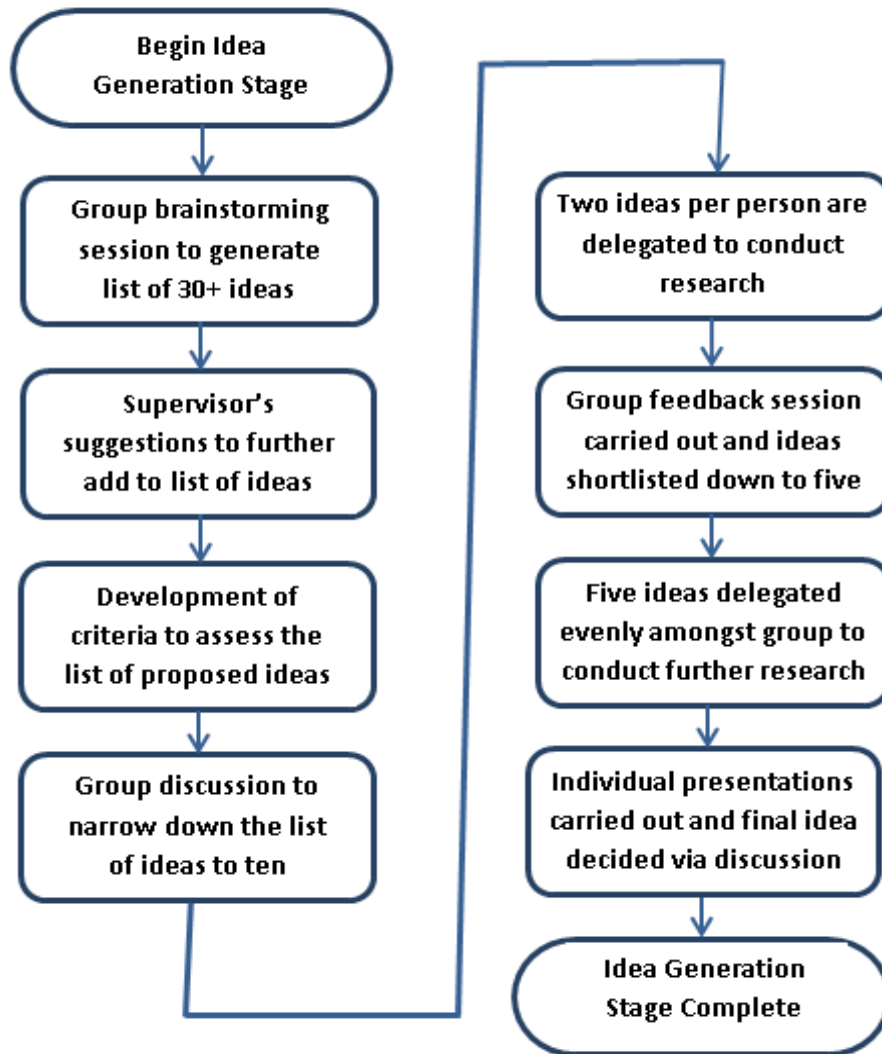 Begin Idea
Generation Stage
Group brainstorming
session to generate
list of 30+ ideas
Supervisor's
suggestions to further
add to list of ideas
Development of
criteria to assess the
list of proposed ideas
Group discussion to
narrow down the list
of ideas to ten
Two ideas per person are
delegated to conduct
research
Group feedback session
carried out and ideas
shortlisted down to five
Five ideas delegated
evenly amongst group to
conduct further research
Individual presentations
carried out and final idea
decided via discussion
Idea Generation
Stage Complete